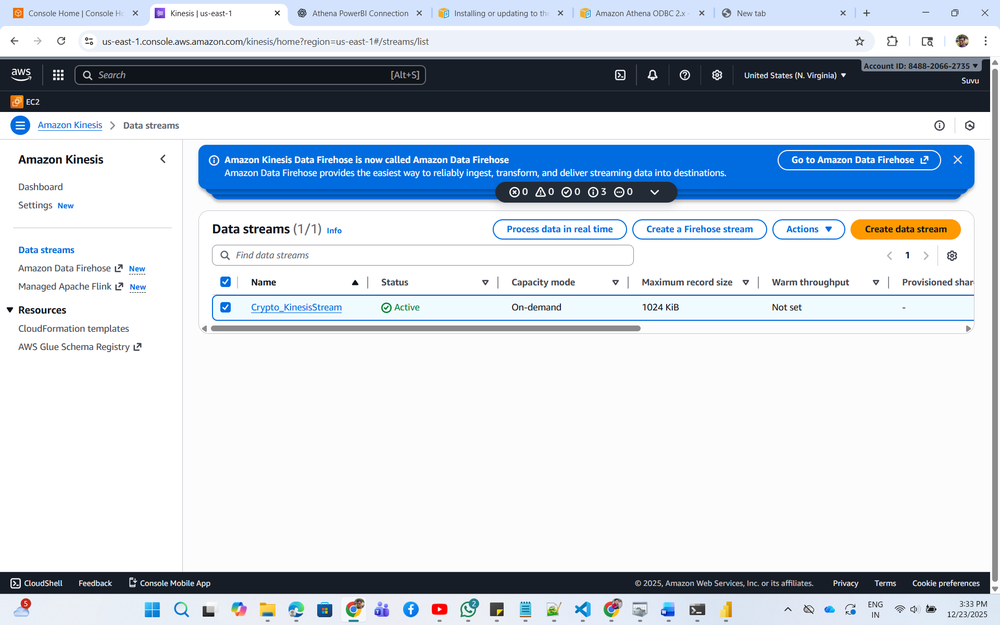 Console Home | Console Ho
Kinesis | us-east-1
Athena PowerBI Connection
Installing or updating to the
Amazon Athena ODBC 2.x -
New tab
us-east-1.console.aws.amazon.com/kinesis/home?region=us-east-1#/streams/list
aws
Search
[Alt+S]
United States (N. Virginia)
Account ID: 8488-2066-2735
Suvu
EC2
Amazon Kinesis
Data streams
Amazon Kinesis
Dashboard
Settings New
Data streams
Amazon Data Firehose New
Managed Apache Flink New
Resources
CloudFormation templates
AWS Glue Schema Registry
Amazon Kinesis Data Firehose is now called Amazon Data Firehose
Amazon Data Firehose provides the easiest way to reliably ingest, transform, and deliver streaming data into destinations.
Go to Amazon Data Firehose
0 0 0 3 0
Data streams (1/1) Info
Process data in real time
Create a Firehose stream
Actions
Create data stream
Find data streams
1
Name Status Capacity mode Maximum record size Warm throughput Provisioned shar
Crypto_KinesisStream Active On-demand 1024 KiB Not set -
CloudShell
Feedback
Console Mobile App
© 2025, Amazon Web Services, Inc. or its affiliates.
Privacy
Terms
Cookie preferences
5
2
ENG
IN
3:33 PM
12/23/2025